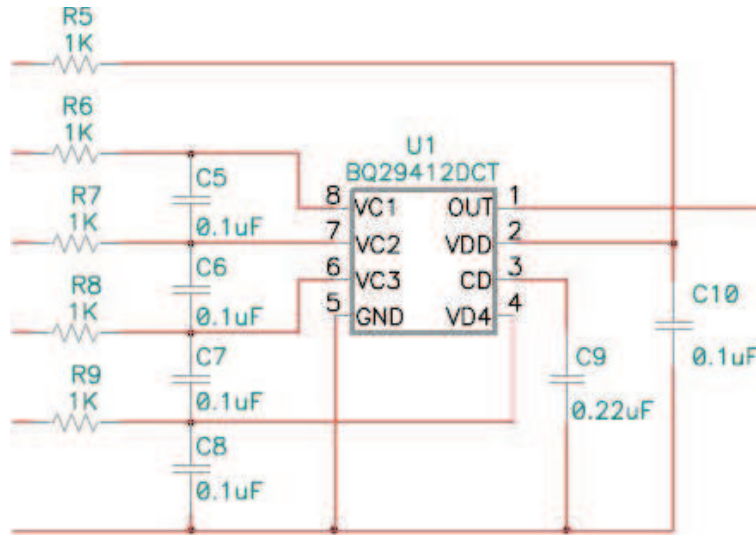 R5
1K
R6
1K
R7
1K
R8
1K
R9
1K
C5
0.1uF
C6
0.1uF
C7
0.1uF
C8
0.1uF
U1
BQ29412DCT
8 VC1 OUT 1
7 VC2 VDD 2
6 VC3 CD 3
5 GND VD4 4
C9
0.22uF
C10
0.1uF